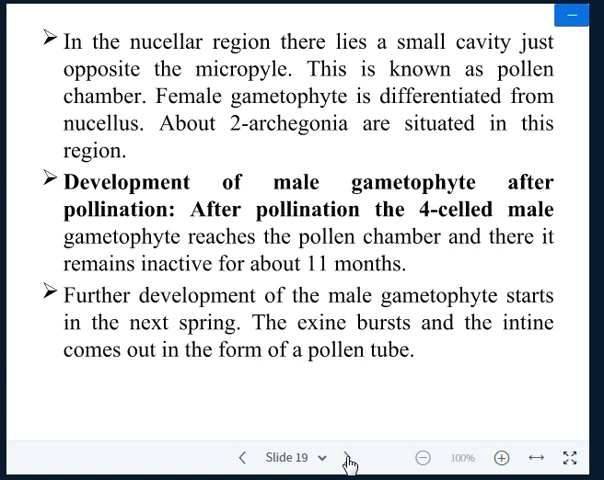 In the nucellar region there lies a small cavity just
opposite the micropyle. This is known as pollen
chamber. Female gametophyte is differentiated from
nucellus. About 2-archegonia are situated in this
region.
Development of male gametophyte after
pollination: After pollination the 4-celled male
gametophyte reaches the pollen chamber and there it
remains inactive for about 11 months.
Further development of the male gametophyte starts
in the next spring. The exine bursts and the intine
comes out in the form of a pollen tube.
Slide 19
100%